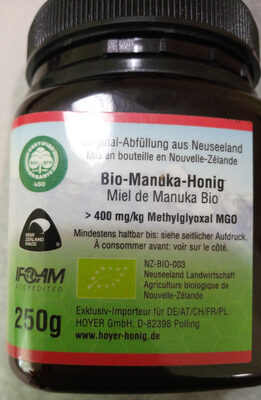 Original-Abfüllung aus Neuseeland
Mis en bouteille en Nouvelle-Zélande
CERTIFIED
ORGANIC
450
Bio-Manuka-Honig
Miel de Manuka Bio
> 400 mg/kg Methylglyoxal MGO
NEW ZEALAND MADE
Mindestens haltbar bis: siehe seitlicher Aufdruck.
À consommer avant: voir sur le côté.
IFOAM
ACCREDITED
NZ-BIO-003
Neuseeland Landwirtschaft
Agriculture biologique de
Nouvelle-Zélande
250g
Exklusiv-Importeur für DE/AT/CH/FR/PL:
HOYER GmbH, D-82398 Polling
www.hoyer-honig.de